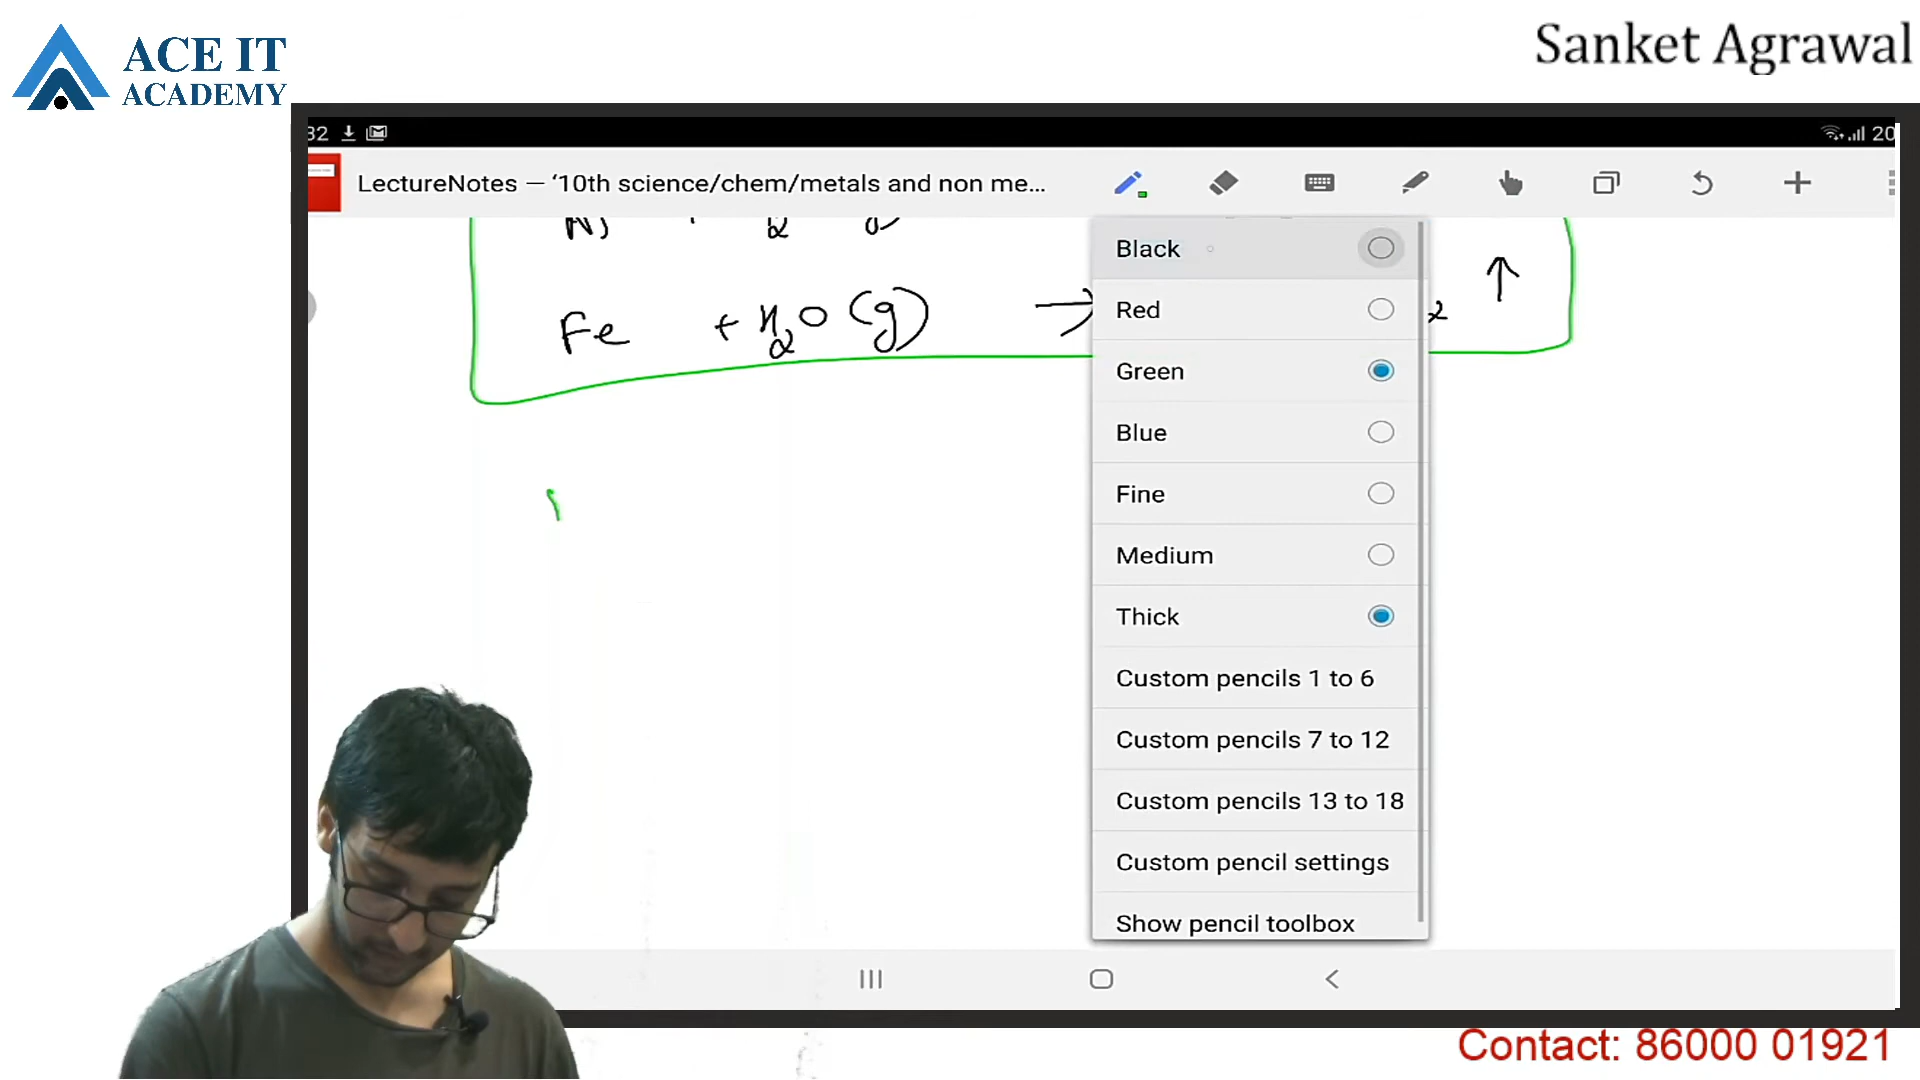 ACE IT
ACADEMY
Sanket Agrawal
32
20
LectureNotes — ‘10th science/chem/metals and non me...
Fe + H2O (g) →
2 ↑
Black
Red
Green
Blue
Fine
Medium
Thick
Custom pencils 1 to 6
Custom pencils 7 to 12
Custom pencils 13 to 18
Custom pencil settings
Show pencil toolbox
Contact: 86000 01921